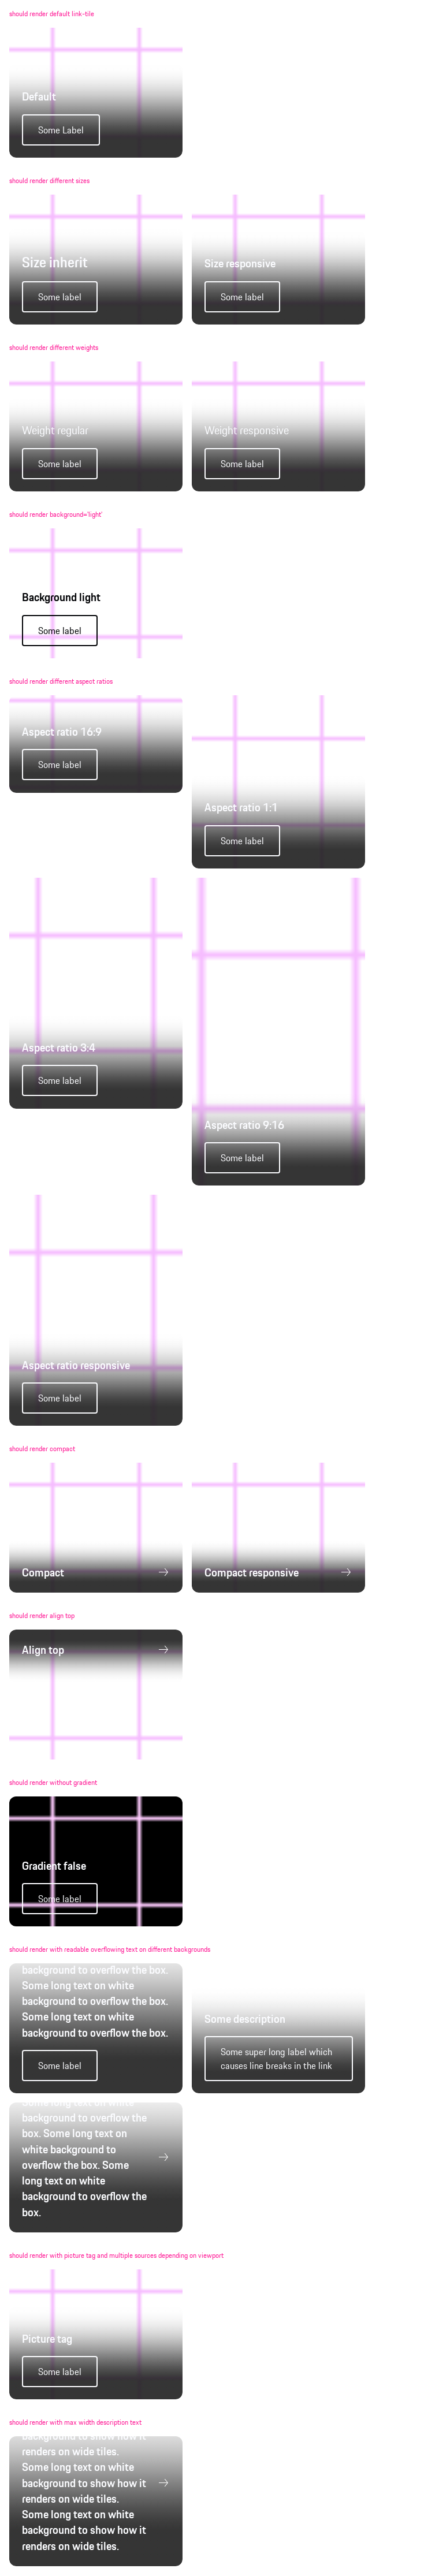 should render default link-tile
Default
Some Label
should render different sizes
Size inherit
Some label
Size responsive
Some label
should render different weights
Weight regular
Some label
Weight responsive
Some label
should render background='light'
Background light
Some label
should render different aspect ratios
Aspect ratio 16:9
Some label
Aspect ratio 1:1
Some label
Aspect ratio 3:4
Some label
Aspect ratio 9:16
Some label
Aspect ratio responsive
Some label
should render compact
Compact
Compact responsive
should render align top
Align top
should render without gradient
Gradient false
Some label
should render with readable overflowing text on different backgrounds
background to overflow the box.
Some long text on white
background to overflow the box.
Some long text on white
background to overflow the box.
Some label
Some description
Some super long label which
causes line breaks in the link
Some long text on white
background to overflow the
box. Some long text on
white background to
overflow the box. Some
long text on white
background to overflow the
box.
should render with picture tag and multiple sources depending on viewport
Picture tag
Some label
should render with max width description text
background to show how it
renders on wide tiles.
Some long text on white
background to show how it
renders on wide tiles.
Some long text on white
background to show how it
renders on wide tiles.